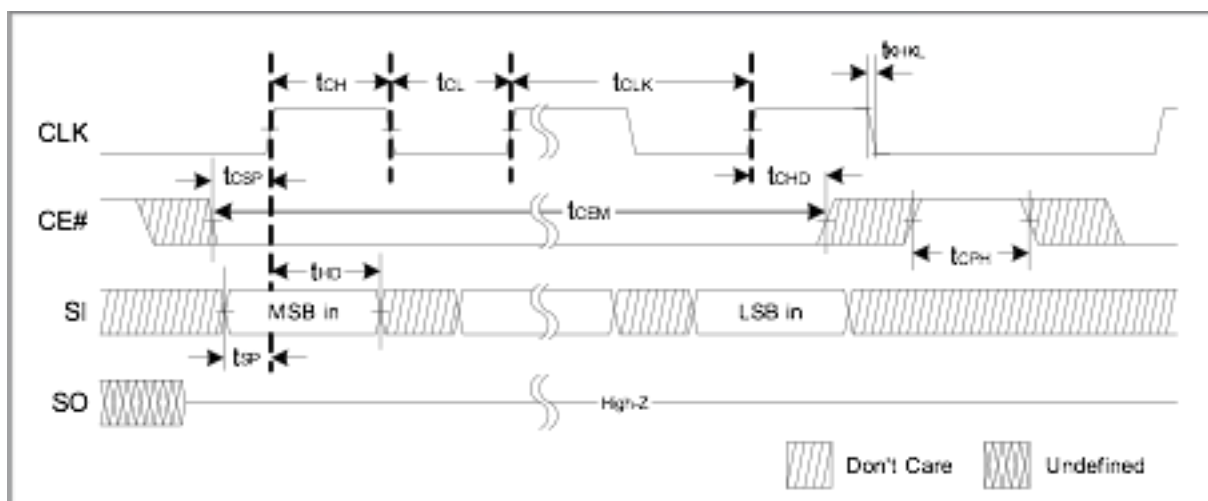 tKHKL
tCH
tCL
tCLK
CLK
tCSP
tCHD
CE#
tCEM
tCPH
tHD
SI
MSB in
LSB in
tSP
SO
High-Z
Don't Care
Undefined